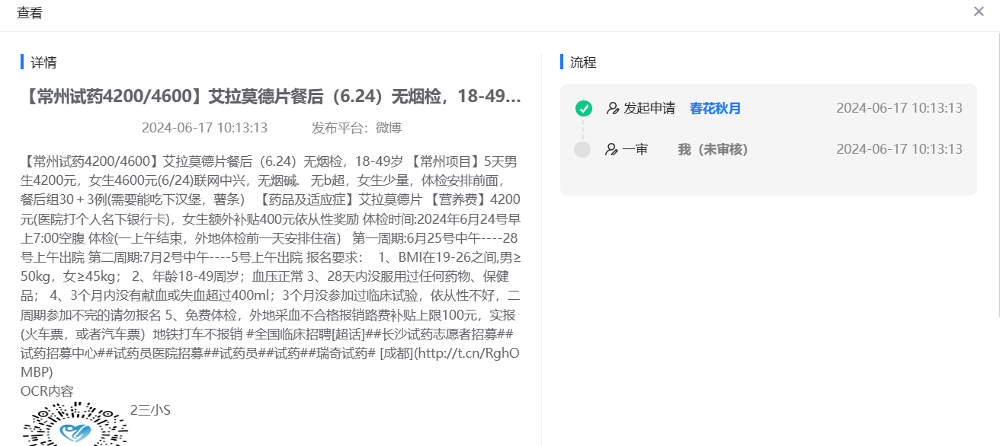 查看
详情
【常州试药4200/4600】艾拉莫德片餐后（6.24）无烟检，18-49...
2024-06-17 10:13:13 发布平台：微博
【常州试药4200/4600】艾拉莫德片餐后（6.24）无烟检，18-49岁 【常州项目】5天男
生4200元，女生4600元(6/24)联网中兴，无烟碱. 无b超，女生少量，体检安排前面，
餐后组30＋3例(需要能吃下汉堡，薯条） 【药品及适应症】艾拉莫德片 【营养费】4200
元(医院打个人名下银行卡)，女生额外补贴400元依从性奖励 体检时间:2024年6月24号早
上7:00空腹 体检(一上午结束，外地体检前一天安排住宿） 第一周期:6月25号中午----28
号上午出院 第二周期:7月2号中午----5号上午出院 报名要求： 1、BMI在19-26之间,男≥
50kg，女≥45kg； 2、年龄18-49周岁；血压正常 3、28天内没服用过任何药物、保健
品； 4、3个月内没有献血或失血超过400ml；3个月没参加过临床试验，依从性不好，二
周期参加不完的请勿报名 5、免费体检，外地采血不合格报销路费补贴上限100元，实报
(火车票，或者汽车票）地铁打车不报销 #全国临床招聘[超话]##长沙试药志愿者招募##
试药招募中心##试药员医院招募##试药员##试药##瑞奇试药# [成都](http://t.cn/RghO
MBP)
OCR内容
2三小S
流程
发起申请 春花秋月 2024-06-17 10:13:13
一审 我（未审核） 2024-06-17 10:13:13